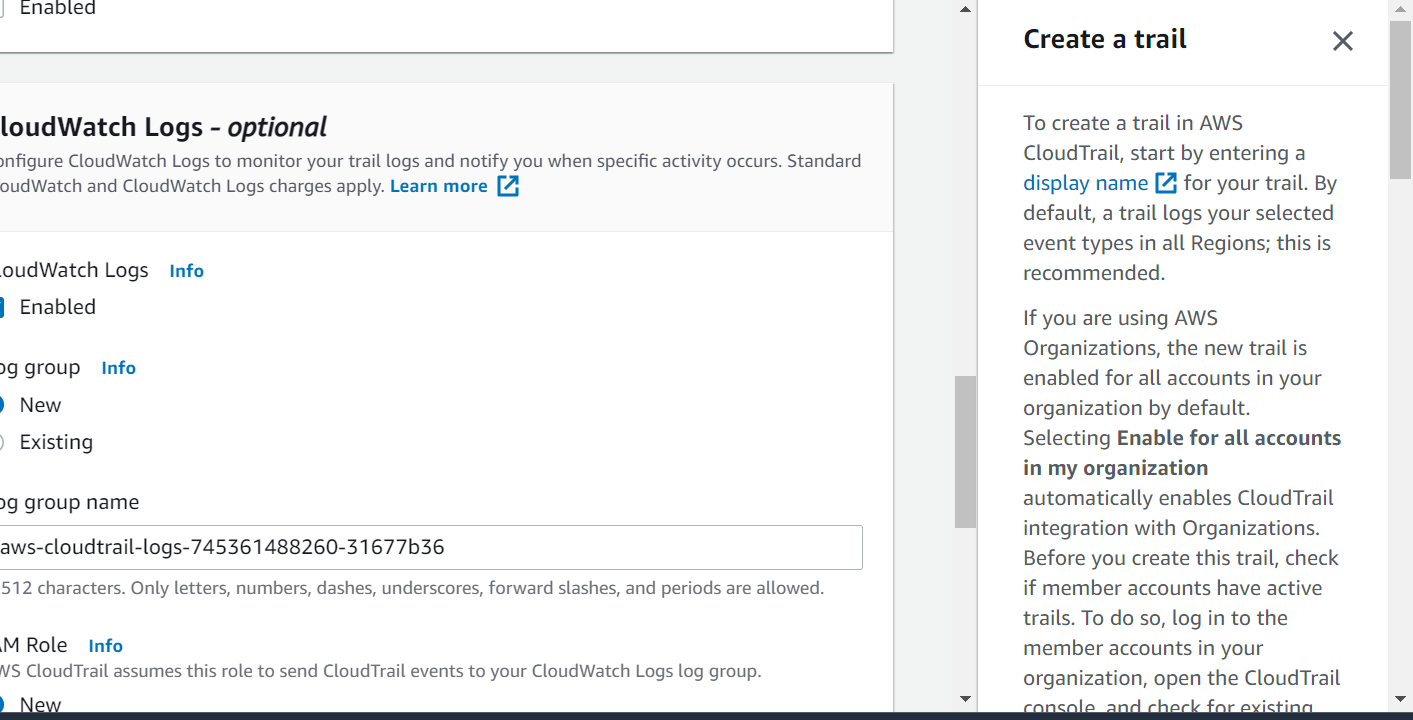 Enabled
loudWatch Logs - optional
onfigure CloudWatch Logs to monitor your trail logs and notify you when specific activity occurs. Standard
oudWatch and CloudWatch Logs charges apply. Learn more
loudWatch Logs Info
Enabled
og group Info
New
Existing
og group name
aws-cloudtrail-logs-745361488260-31677b36
512 characters. Only letters, numbers, dashes, underscores, forward slashes, and periods are allowed.
AM Role Info
WS CloudTrail assumes this role to send CloudTrail events to your CloudWatch Logs log group.
New
Create a trail
To create a trail in AWS
CloudTrail, start by entering a
display name for your trail. By
default, a trail logs your selected
event types in all Regions; this is
recommended.
If you are using AWS
Organizations, the new trail is
enabled for all accounts in your
organization by default.
Selecting Enable for all accounts
in my organization
automatically enables CloudTrail
integration with Organizations.
Before you create this trail, check
if member accounts have active
trails. To do so, log in to the
member accounts in your
organization, open the CloudTrail
console, and check for existing